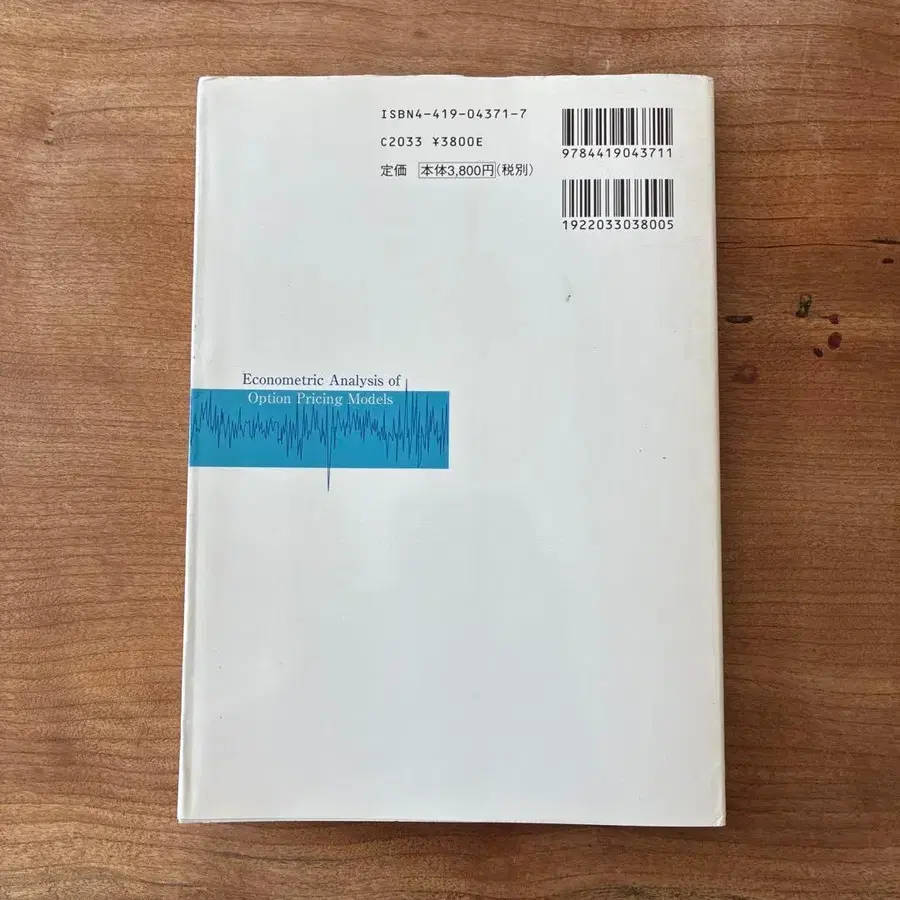 ISBN4-419-04371-7
C2033 ¥3800E
定価 本体3,800円(税別)
9784419043711
1922033038005
Econometric Analysis of
Option Pricing Models